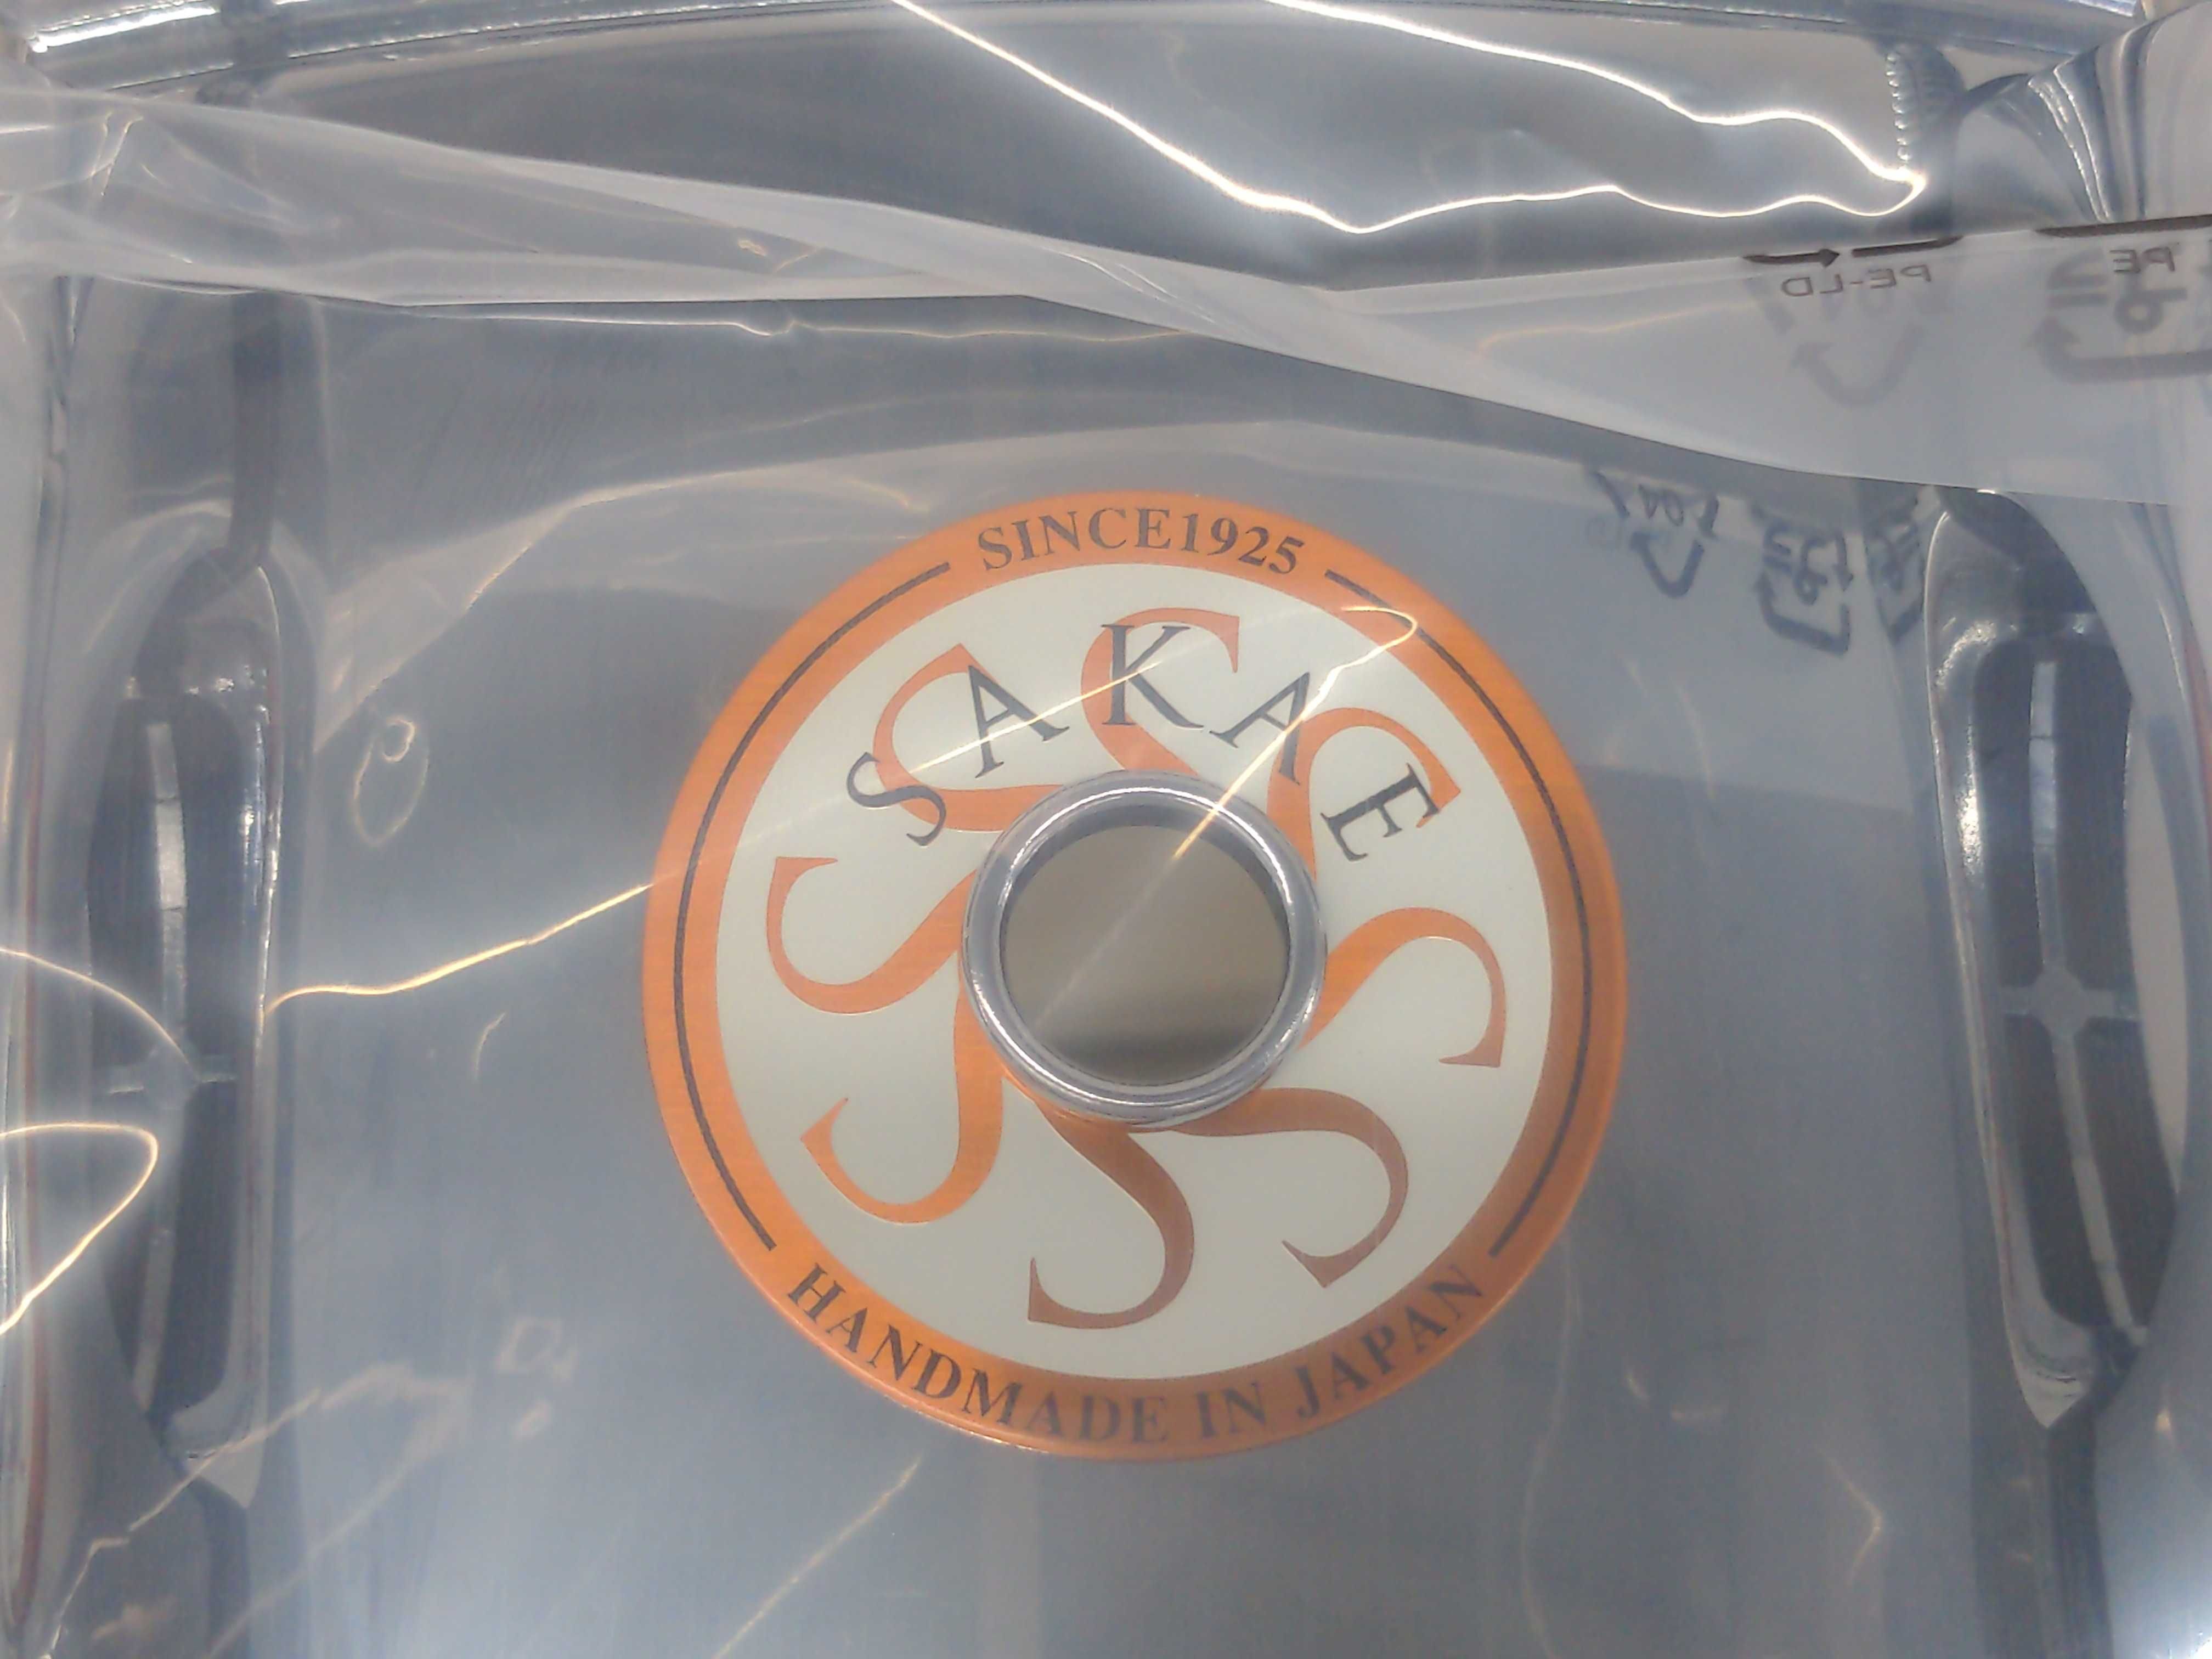 SINCE1925
SAKAE
HANDMADE IN JAPAN
PE-LD
PE